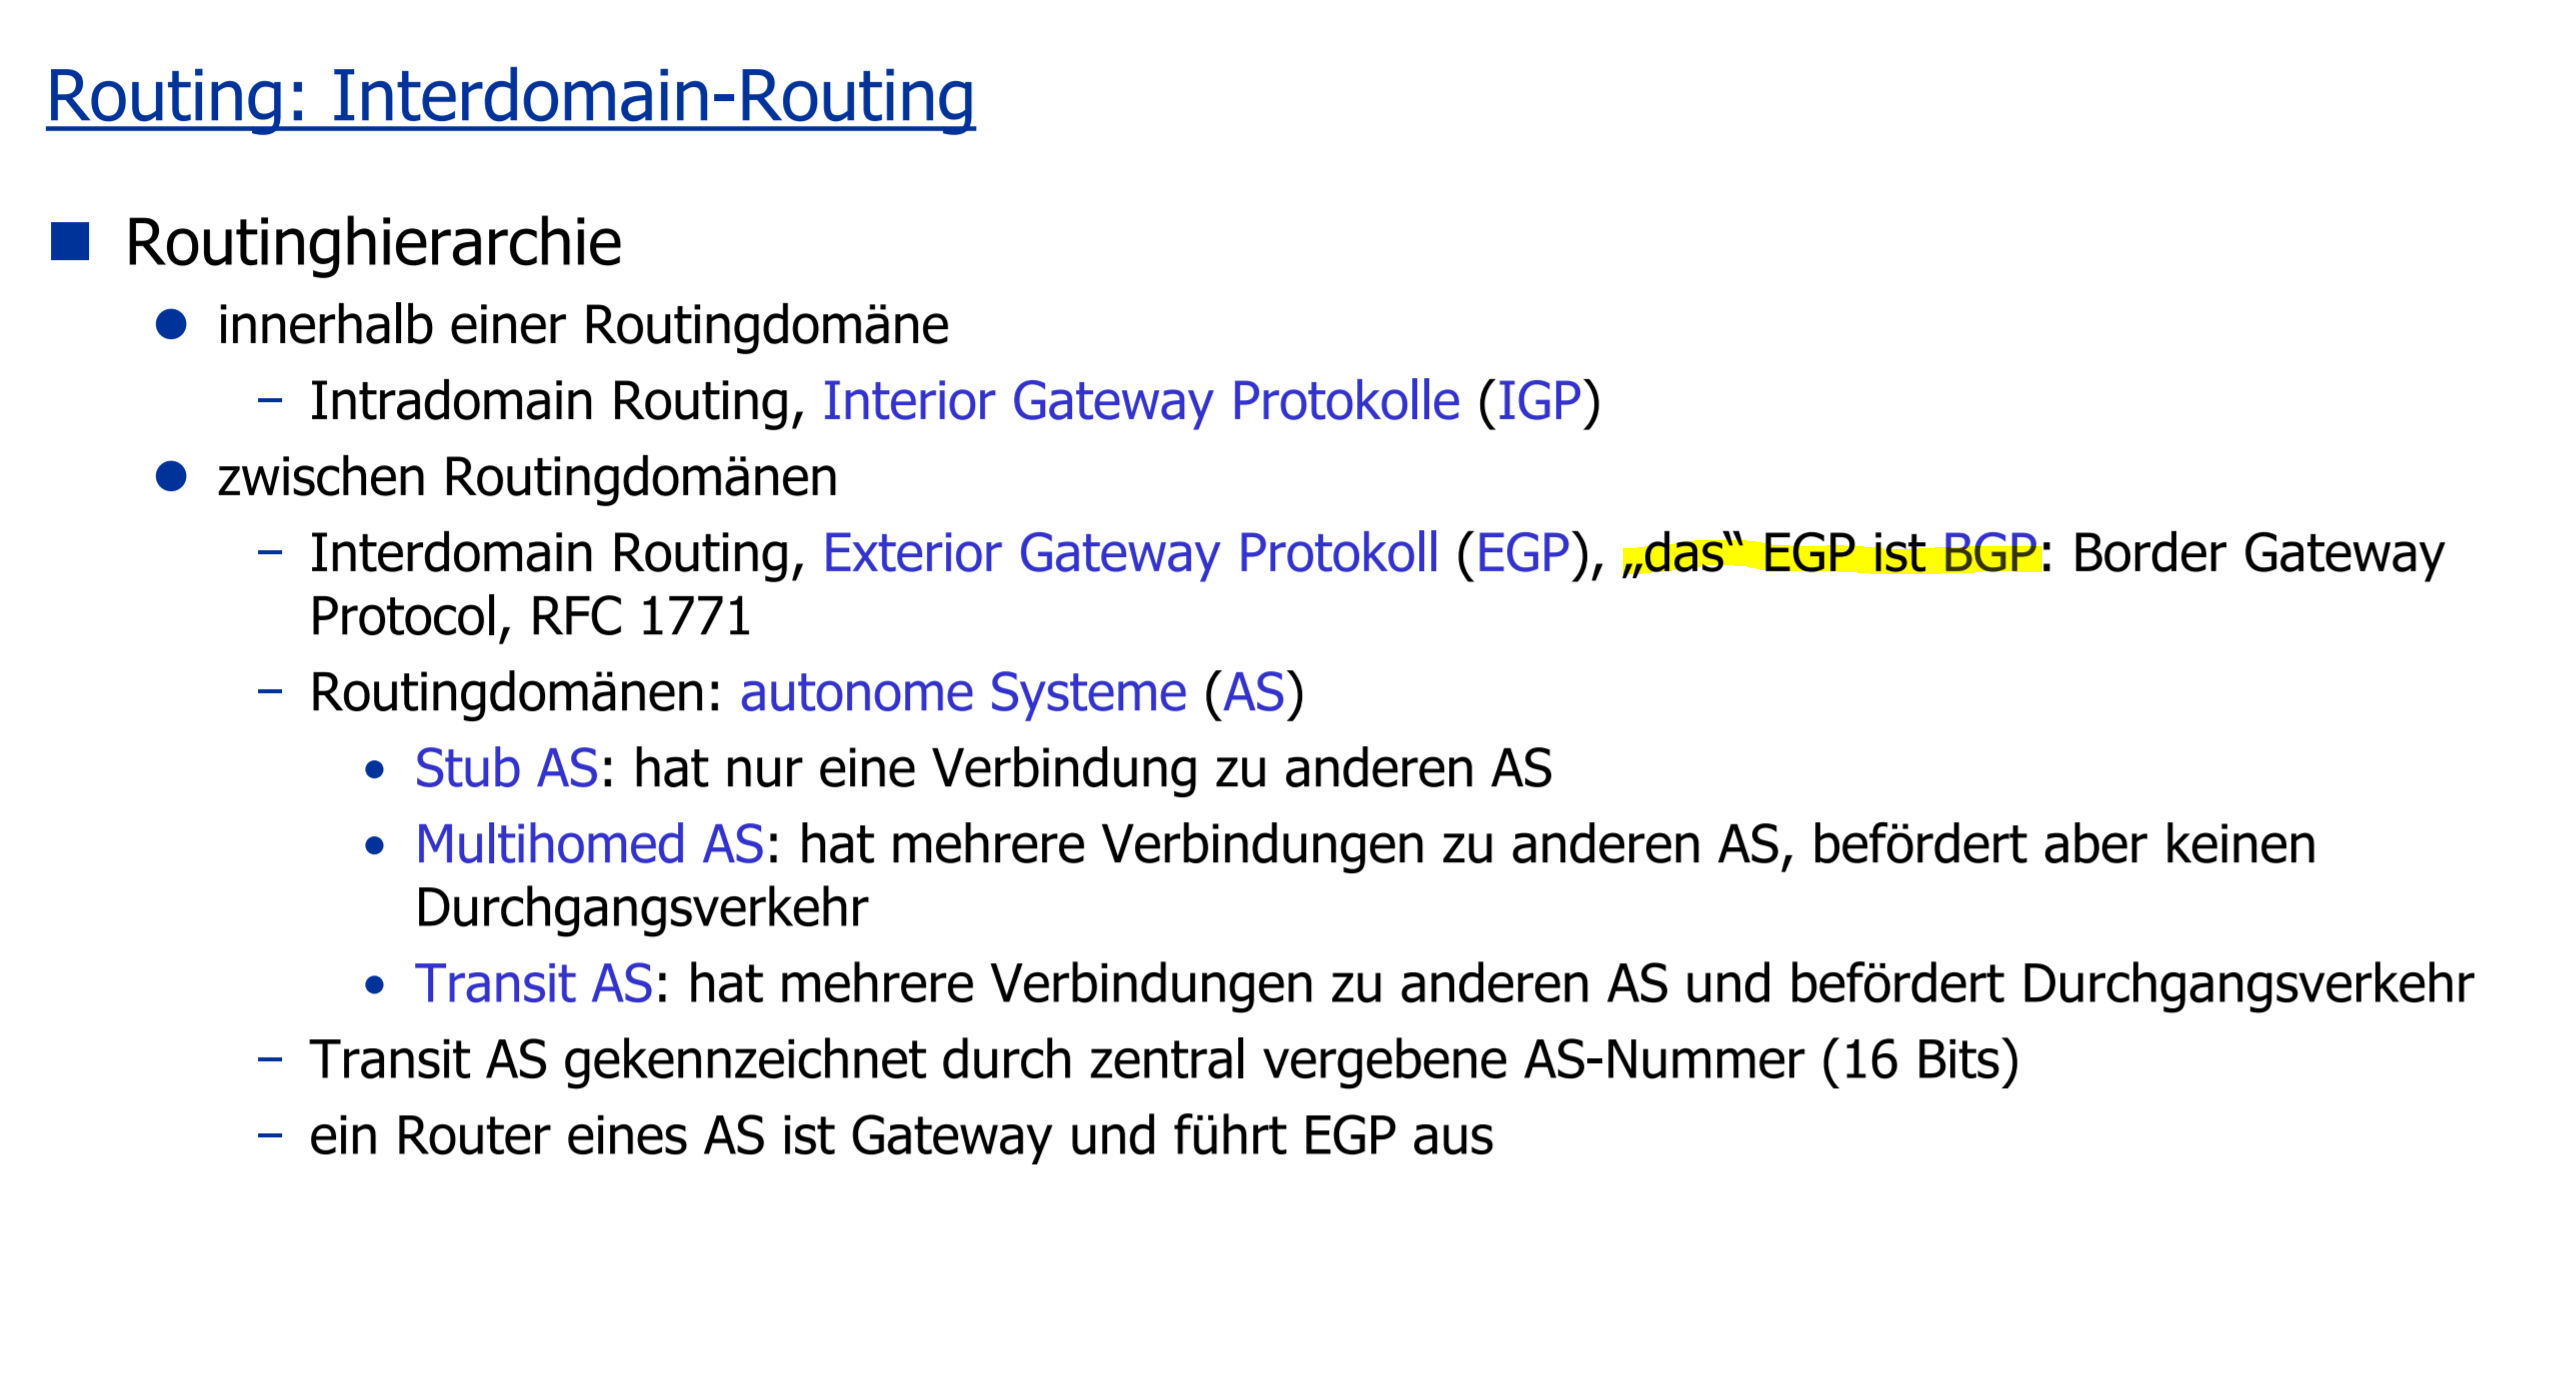 Routing: Interdomain-Routing
■ Routinghierarchie
● innerhalb einer Routingdomäne
– Intradomain Routing, Interior Gateway Protokolle (IGP)
● zwischen Routingdomänen
– Interdomain Routing, Exterior Gateway Protokoll (EGP), „das“ EGP ist BGP: Border Gateway
Protocol, RFC 1771
– Routingdomänen: autonome Systeme (AS)
• Stub AS: hat nur eine Verbindung zu anderen AS
• Multihomed AS: hat mehrere Verbindungen zu anderen AS, befördert aber keinen
Durchgangsverkehr
• Transit AS: hat mehrere Verbindungen zu anderen AS und befördert Durchgangsverkehr
– Transit AS gekennzeichnet durch zentral vergebene AS-Nummer (16 Bits)
– ein Router eines AS ist Gateway und führt EGP aus